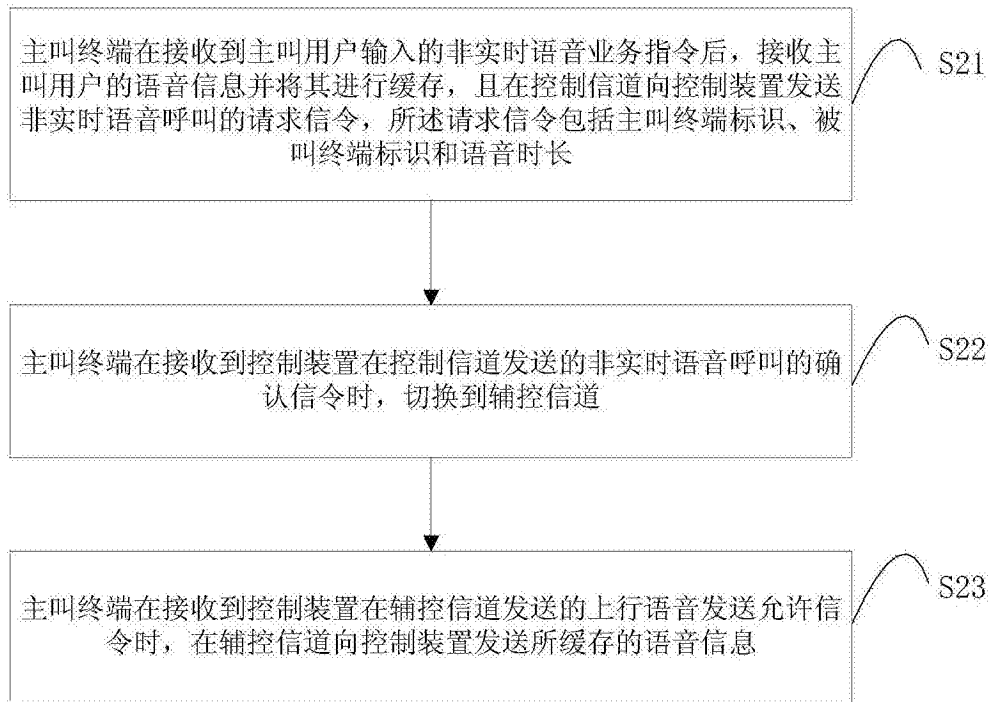 主叫终端在接收到主叫用户输入的非实时语音业务指令后，接收主
叫用户的语音信息并将其进行缓存，且在控制信道向控制装置发送
非实时语音呼叫的请求信令，所述请求信令包括主叫终端标识、被
叫终端标识和语音时长
S21
主叫终端在接收到控制装置在控制信道发送的非实时语音呼叫的确
认信令时，切换到辅控信道
S22
主叫终端在接收到控制装置在辅控信道发送的上行语音发送允许信
令时，在辅控信道向控制装置发送所缓存的语音信息
S23